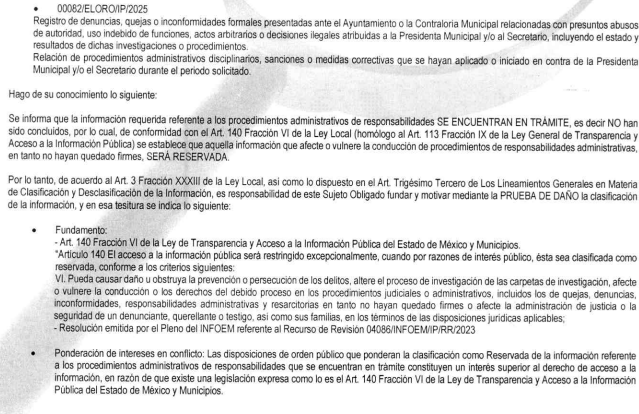 • 00082/ELORO/IP/2025
Registro de denuncias, quejas o inconformidades formales presentadas ante el Ayuntamiento o la Contraloría Municipal relacionadas con presuntos abusos
de autoridad, uso indebido de funciones, actos arbitrarios o decisiones ilegales atribuidas a la Presidenta Municipal y/o al Secretario, incluyendo el estado y
resultados de dichas investigaciones o procedimientos.
Relación de procedimientos administrativos disciplinarios, sanciones o medidas correctivas que se hayan aplicado o iniciado en contra de la Presidenta
Municipal y/o el Secretario durante el periodo solicitado.
Hago de su conocimiento lo siguiente:
Se informa que la información requerida referente a los procedimientos administrativos de responsabilidades SE ENCUENTRAN EN TRÁMITE, es decir NO han
sido concluidos, por lo cual, de conformidad con el Art. 140 Fracción VI de la Ley Local (homólogo al Art. 113 Fracción IX de la Ley General de Transparencia y
Acceso a la Información Pública) se establece que aquella información que afecte o vulnere la conducción de procedimientos de responsabilidades administrativas,
en tanto no hayan quedado firmes, SERÁ RESERVADA.
Por lo tanto, de acuerdo al Art. 3 Fracción XXXIII de la Ley Local, así como lo dispuesto en el Art. Trigésimo Tercero de Los Lineamientos Generales en Materia
de Clasificación y Desclasificación de la Información, es responsabilidad de este Sujeto Obligado fundar y motivar mediante la PRUEBA DE DAÑO la clasificación
de la información, y en esa tesitura se indica lo siguiente:
• Fundamento:
- Art. 140 Fracción VI de la Ley de Transparencia y Acceso a la Información Pública del Estado de México y Municipios.
"Artículo 140 El acceso a la información pública será restringido excepcionalmente, cuando por razones de interés público, ésta sea clasificada como
reservada, conforme a los criterios siguientes:
VI. Pueda causar daño u obstruya la prevención o persecución de los delitos, altere el proceso de investigación de las carpetas de investigación, afecte
o vulnere la conducción o los derechos del debido proceso en los procedimientos judiciales o administrativos, incluidos los de quejas, denuncias,
inconformidades, responsabilidades administrativas y resarcitorias en tanto no hayan quedado firmes o afecte la administración de justicia o la
seguridad de un denunciante, querellante o testigo, así como sus familias, en los términos de las disposiciones jurídicas aplicables;
- Resolución emitida por el Pleno del INFOEM referente al Recurso de Revisión 04086/INFOEM/IP/RR/2023
• Ponderación de intereses en conflicto: Las disposiciones de orden público que ponderan la clasificación como Reservada de la información referente
a los procedimientos administrativos de responsabilidades que se encuentran en trámite constituyen un interés superior al derecho de acceso a la
información, en razón de que existe una legislación expresa como lo es el Art. 140 Fracción VI de la Ley de Transparencia y Acceso a la Información
Pública del Estado de México y Municipios.